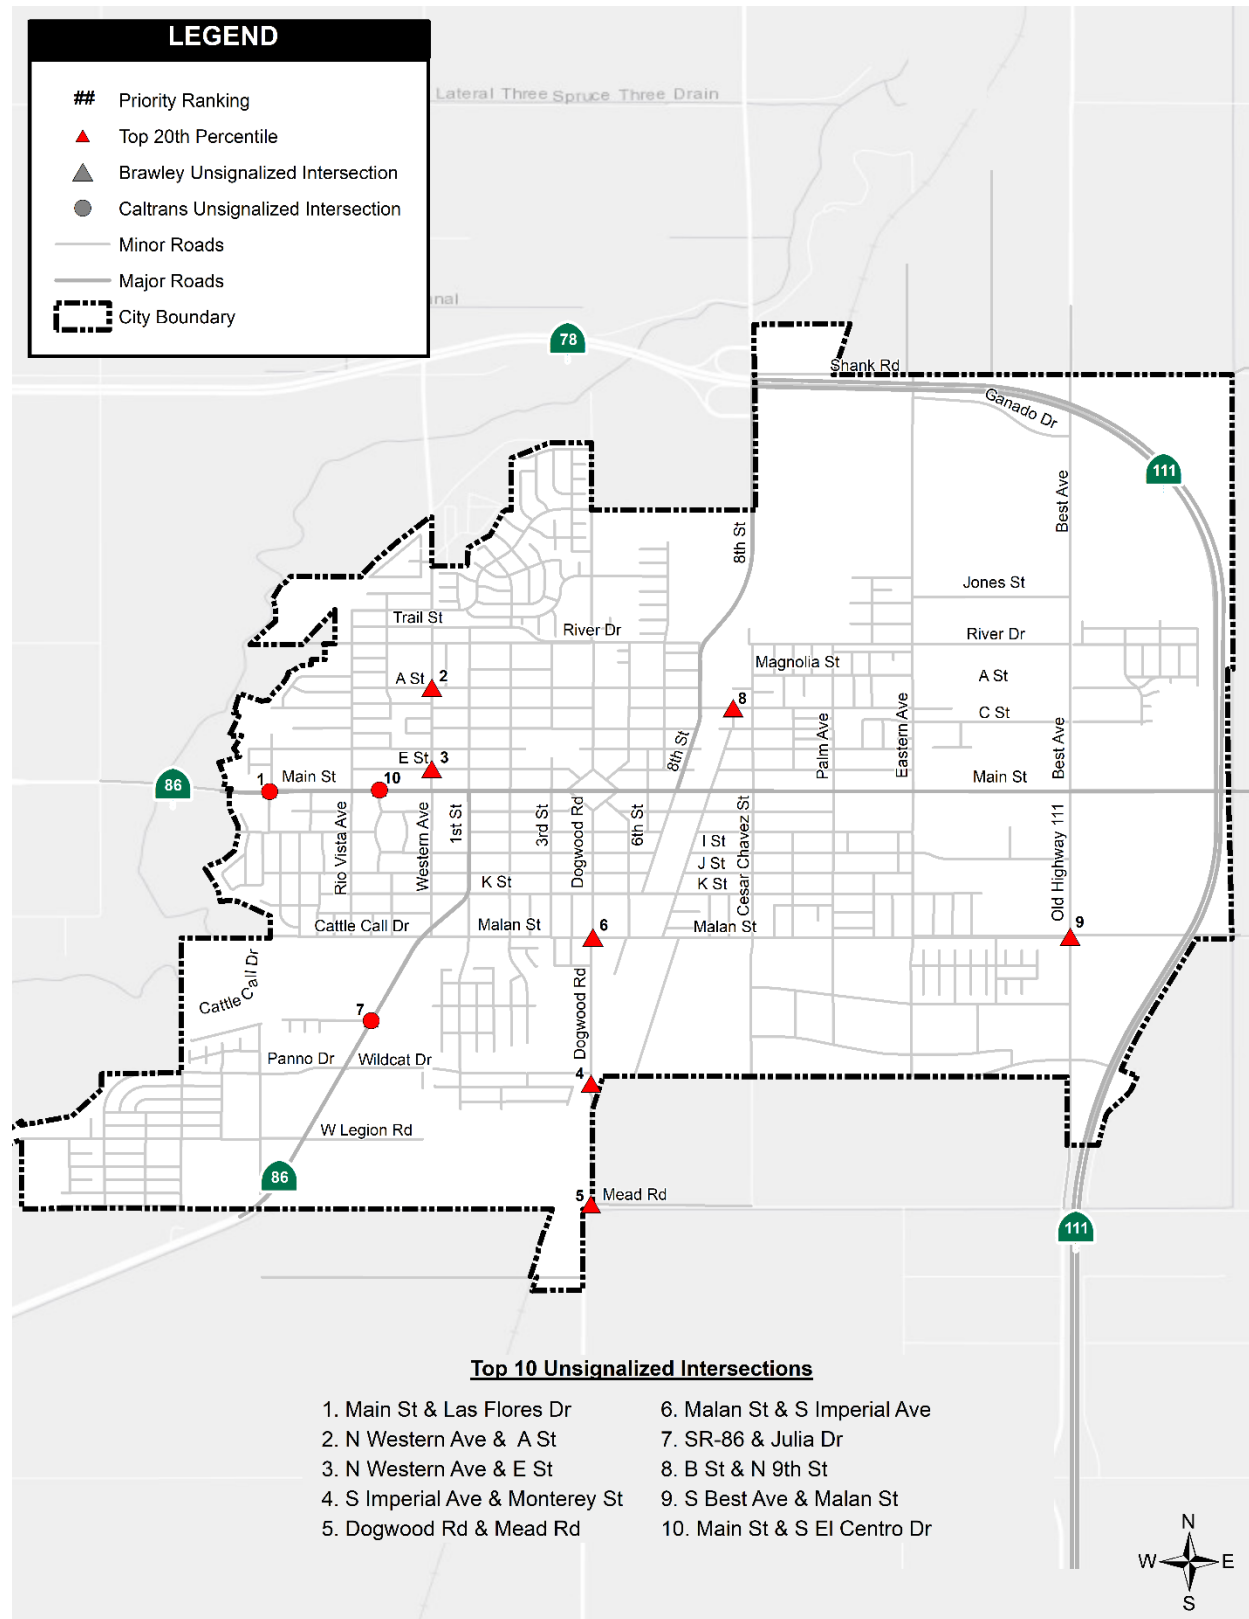 LEGEND
## Priority Ranking
Top 20th Percentile
Brawley Unsignalized Intersection
Caltrans Unsignalized Intersection
Minor Roads
Major Roads
City Boundary
Lateral Three Spruce Three Drain
nal
78
Shank Rd
Ganado Dr
111
Best Ave
8th St
Jones St
Trail St
River Dr
River Dr
Magnolia St
A St
2
A St
8
C St
Palm Ave
Eastern Ave
Best Ave
8th St
E St
3
86
1
Main St
10
Main St
Rio Vista Ave
Western Ave
1st St
3rd St
Dogwood Rd
6th St
Cesar Chavez St
Old Highway 111
I St
J St
K St
K St
Cattle Call Dr
Malan St
6
Malan St
9
Cattle Call Dr
Dogwood Rd
7
Panno Dr
Wildcat Dr
4
W Legion Rd
86
5
Mead Rd
111
Top 10 Unsignalized Intersections
1. Main St & Las Flores Dr
2. N Western Ave & A St
3. N Western Ave & E St
4. S Imperial Ave & Monterey St
5. Dogwood Rd & Mead Rd
6. Malan St & S Imperial Ave
7. SR-86 & Julia Dr
8. B St & N 9th St
9. S Best Ave & Malan St
10. Main St & S El Centro Dr
N
W
E
S